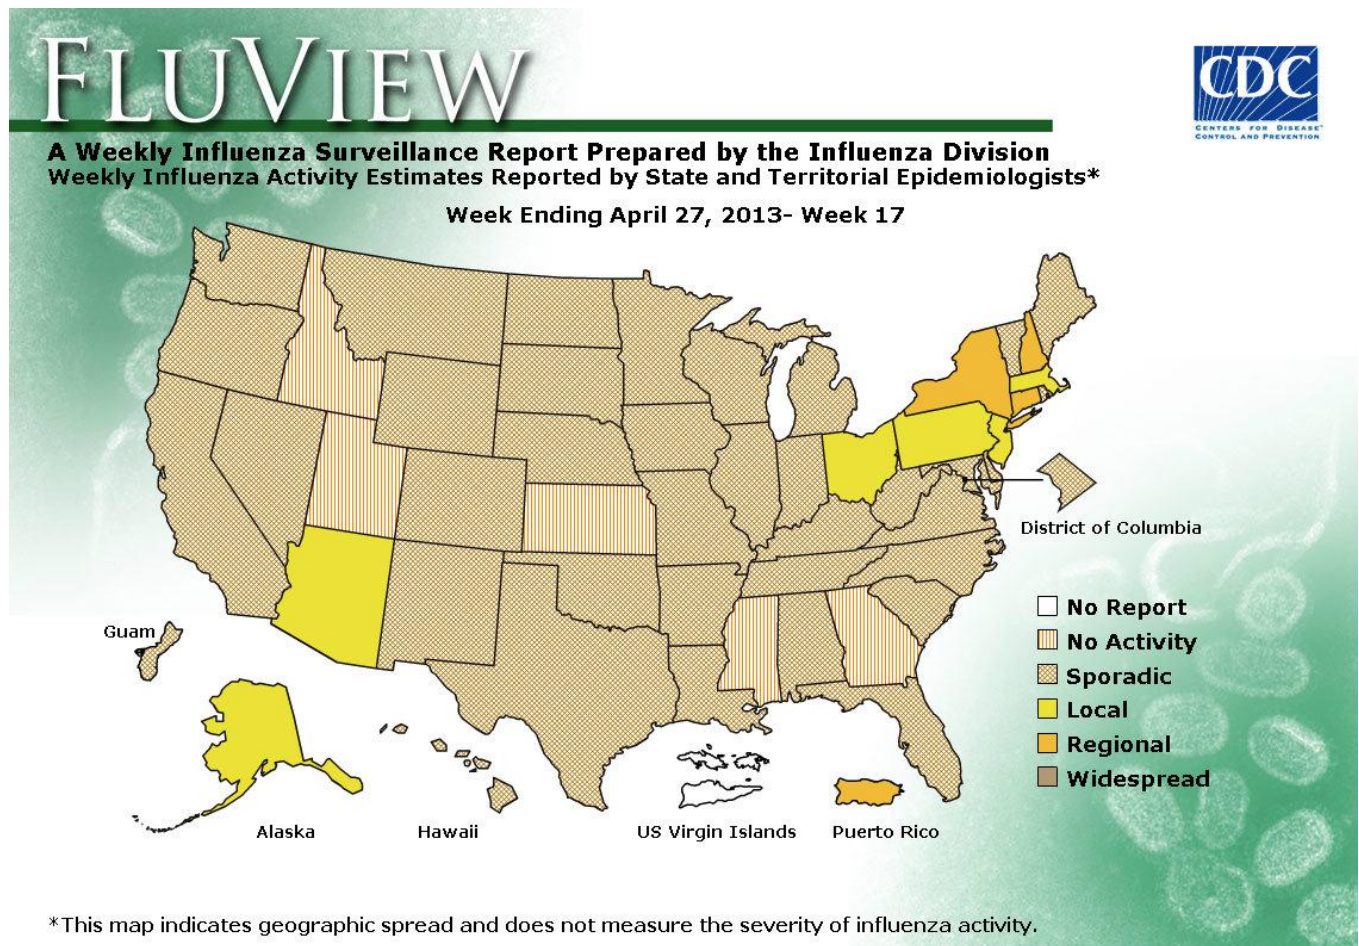 FLUVIEW
CDC
CENTERS FOR DISEASE™
CONTROL AND PREVENTION
A Weekly Influenza Surveillance Report Prepared by the Influenza Division
Weekly Influenza Activity Estimates Reported by State and Territorial Epidemiologists*
Week Ending April 27, 2013- Week 17
District of Columbia
No Report
No Activity
Sporadic
Local
Regional
Widespread
Guam
Alaska
Hawaii
US Virgin Islands
Puerto Rico
*This map indicates geographic spread and does not measure the severity of influenza activity.